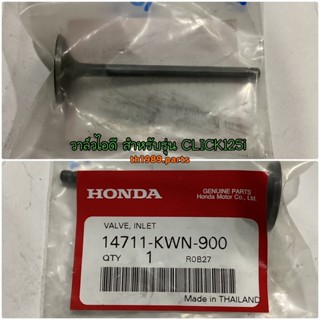 วาล์วไอดี สำหรับรุ่น CLICK125i
th1989.parts
HONDA
GENUINE PARTS
Honda Motor Co., Ltd.
VALVE, INLET
14711-KWN-900
QTY 1 R0B27
Made in THAILAND